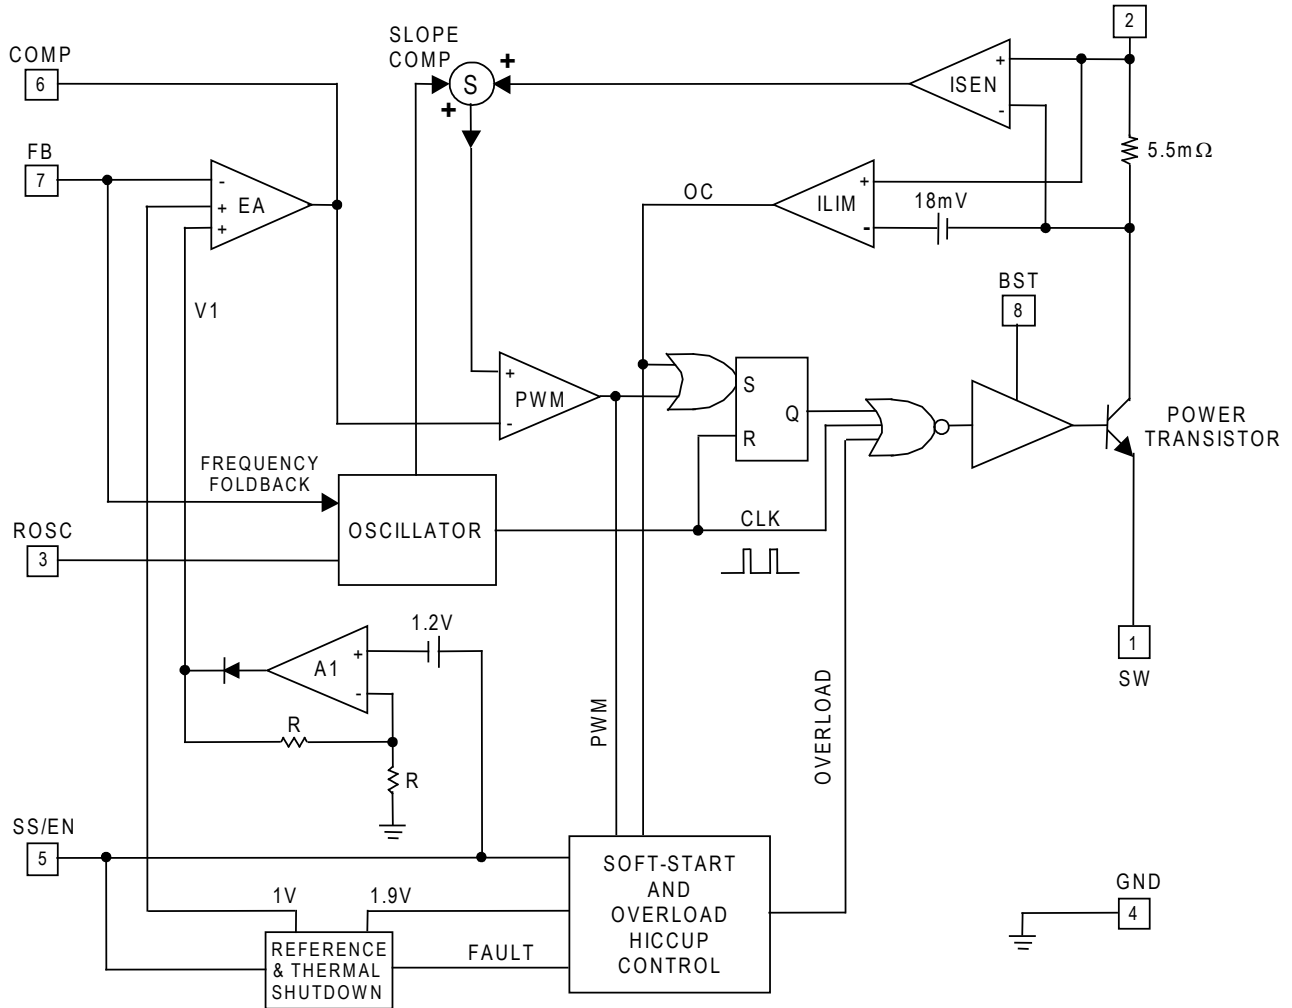 2
SLOPE
COMP
+
COMP
6
S
+
+
ISEN
-
5.5mΩ
FB
7
-
+
+
EA
OC
+
ILIM
-
18mV
V1
BST
8
+
PWM
-
S
Q
R
POWER
TRANSISTOR
FREQUENCY
FOLDBACK
OSCILLATOR
CLK
ROSC
3
1.2V
+
A1
-
R
R
PWM
OVERLOAD
1
SW
SS/EN
5
1V
1.9V
SOFT-START
AND
OVERLOAD
HICCUP
CONTROL
GND
4
REFERENCE
& THERMAL
SHUTDOWN
FAULT